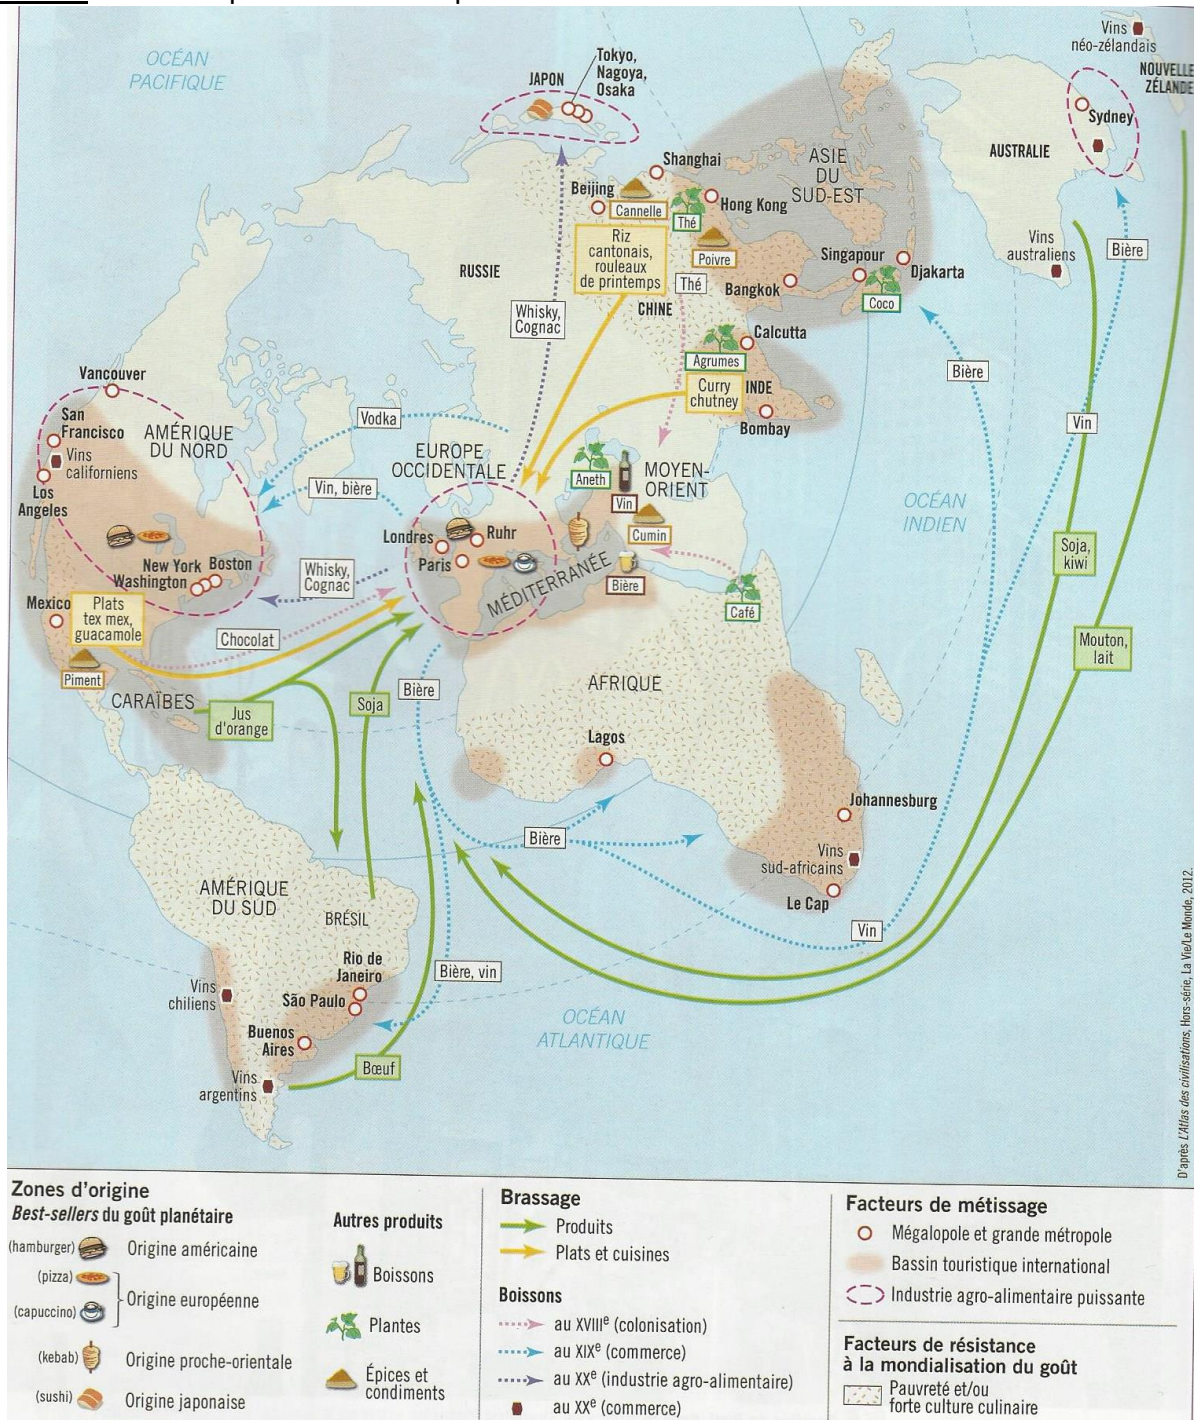 OCÉAN
PACIFIQUE
JAPON
Tokyo,
Nagoya,
Osaka
Vins
néo-zélandais
NOUVELLE
ZÉLANDE
Sydney
AUSTRALIE
Vins
australiens
Bière
ASIE
DU
SUD-EST
Shanghai
Beijing
Cannelle
Thé
Hong Kong
Poivre
Riz
cantonais,
rouleaux
de printemps
Thé
RUSSIE
CHINE
Bangkok
Singapour
Djakarta
Coco
Whisky,
Cognac
Calcutta
Agrumes
Curry
chutney
INDE
Bombay
Bière
Vin
Vancouver
San
Francisco
Vins
californiens
Los
Angeles
AMÉRIQUE
DU NORD
Vodka
Vin, bière
EUROPE
OCCIDENTALE
Aneth
Vin
MOYEN-
ORIENT
Cumin
OCÉAN
INDIEN
Londres
Ruhr
Paris
MÉDITERRANÉE
Bière
Café
New York
Boston
Washington
Whisky,
Cognac
Mexico
Plats
tex mex,
guacamole
Chocolat
Piment
Soja,
kiwi
Mouton,
lait
CARAÏBES
Jus
d'orange
Soja
Bière
AFRIQUE
Lagos
Johannesburg
Bière
Vins
sud-africains
Le Cap
Vin
AMÉRIQUE
DU SUD
BRÉSIL
Rio de
Janeiro
São Paulo
Vins
chiliens
Buenos
Aires
Vins
argentins
Bière, vin
Bœuf
OCÉAN
ATLANTIQUE
D'après L'Atlas des civilisations, Hors-série, La Vie/Le Monde, 2012.
Zones d'origine
Best-sellers du goût planétaire
(hamburger) Origine américaine
(pizza)
Origine européenne
(capuccino)
(kebab) Origine proche-orientale
(sushi) Origine japonaise
Autres produits
Boissons
Plantes
Épices et
condiments
Brassage
Produits
Plats et cuisines
Boissons
au XVIIIe (colonisation)
au XIXe (commerce)
au XXe (industrie agro-alimentaire)
au XXe (commerce)
Facteurs de métissage
Mégalopole et grande métropole
Bassin touristique international
Industrie agro-alimentaire puissante
Facteurs de résistance
à la mondialisation du goût
Pauvreté et/ou
forte culture culinaire